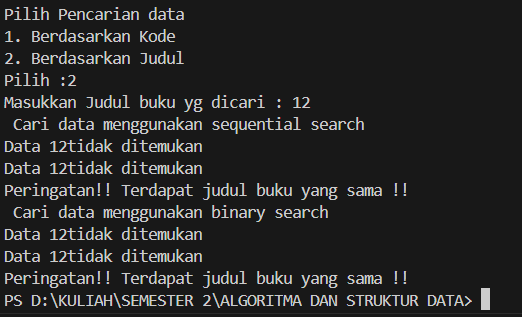 Pilih Pencarian data
1. Berdasarkan Kode
2. Berdasarkan Judul
Pilih :2
Masukkan Judul buku yg dicari : 12
 Cari data menggunakan sequential search
Data 12tidak ditemukan
Data 12tidak ditemukan
Peringatan!! Terdapat judul buku yang sama !!
 Cari data menggunakan binary search
Data 12tidak ditemukan
Data 12tidak ditemukan
Peringatan!! Terdapat judul buku yang sama !!
PS D:\KULIAH\SEMESTER 2\ALGORITMA DAN STRUKTUR DATA>